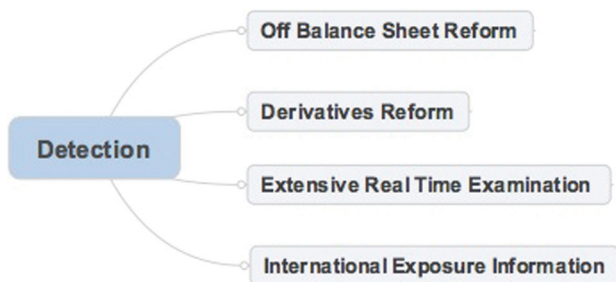 Off Balance Sheet Reform
Derivatives Reform
Detection
Extensive Real Time Examination
International Exposure Information